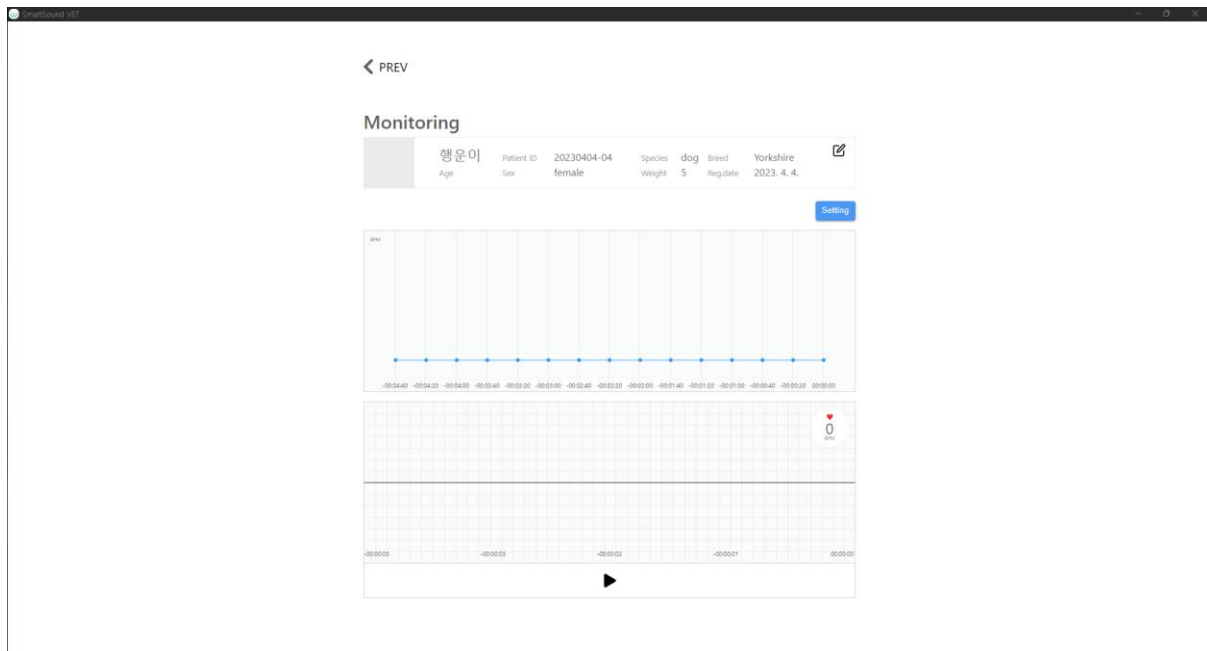 SmartSound VET
PREV
Monitoring
행운이 Patient ID 20230404-04 Species dog Breed Yorkshire
Age Sex female Weight 5 Reg.date 2023. 4. 4.
Setting
BPM
-00:04:40 -00:04:20 -00:04:00 -00:03:40 -00:03:20 -00:03:00 -00:02:40 -00:02:20 -00:02:00 -00:01:40 -00:01:20 -00:01:00 -00:00:40 -00:00:20 00:00:00
0
BPM
-00:00:05 -00:00:03 -00:00:02 -00:00:01 00:00:00